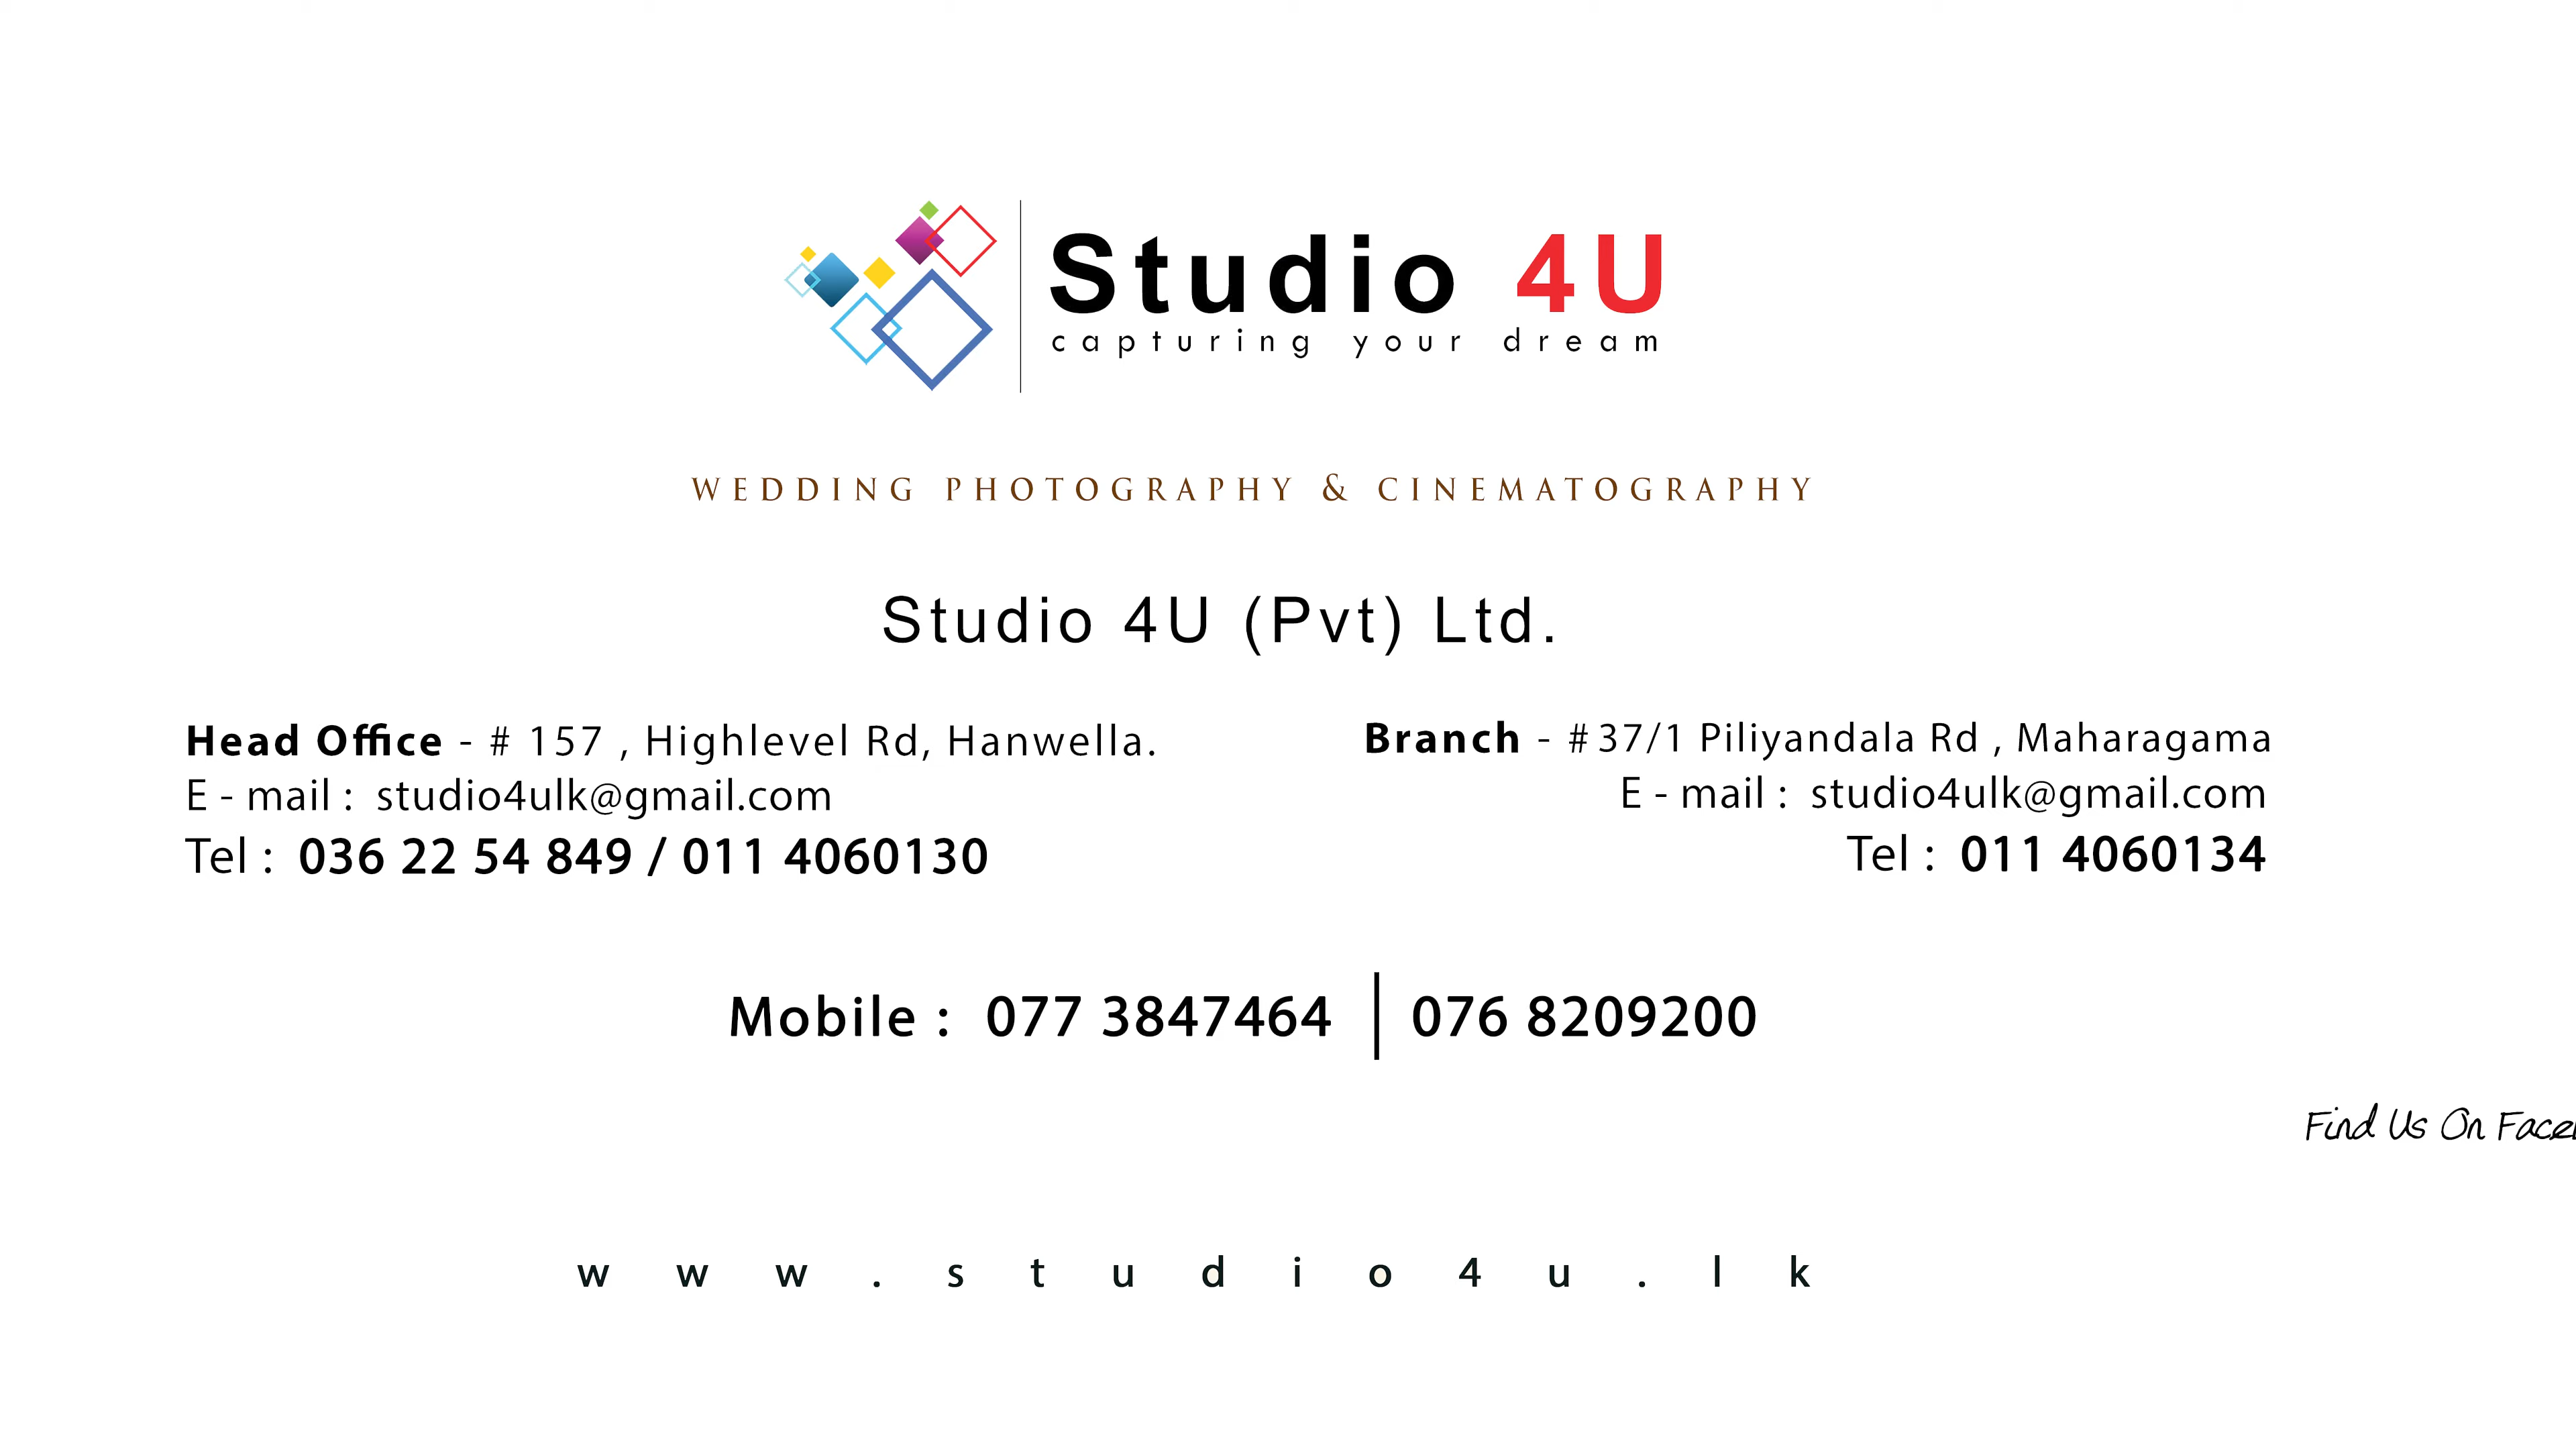 Studio 4U
capturing your dream
WEDDING PHOTOGRAPHY & CINEMATOGRAPHY
Studio 4U (Pvt) Ltd.
Head Office - # 157 , Highlevel Rd, Hanwella.
E - mail : studio4ulk@gmail.com
Tel : 036 22 54 849 / 011 4060130
Branch - # 37/1 Piliyandala Rd , Maharagama
E - mail : studio4ulk@gmail.com
Tel : 011 4060134
Mobile : 077 3847464 | 076 8209200
Find Us On
www.studio4u.lk